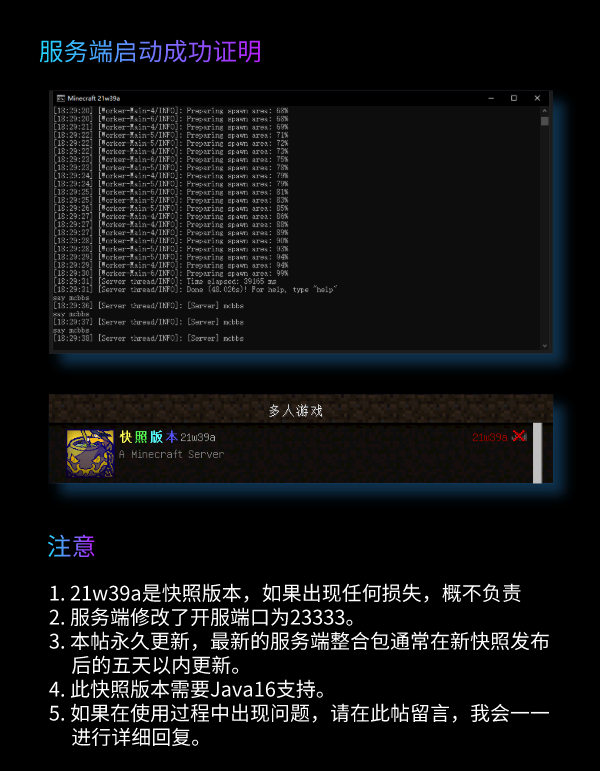 服务端启动成功证明
Minecraft 21w39a
[18:29:20] [Worker-Main-4/INFO]: Preparing spawn area: 68%
[18:29:20] [Worker-Main-6/INFO]: Preparing spawn area: 68%
[18:29:21] [Worker-Main-4/INFO]: Preparing spawn area: 69%
[18:29:22] [Worker-Main-5/INFO]: Preparing spawn area: 71%
[18:29:22] [Worker-Main-5/INFO]: Preparing spawn area: 72%
[18:29:22] [Worker-Main-4/INFO]: Preparing spawn area: 73%
[18:29:23] [Worker-Main-6/INFO]: Preparing spawn area: 75%
[18:29:23] [Worker-Main-5/INFO]: Preparing spawn area: 78%
[18:29:24] [Worker-Main-4/INFO]: Preparing spawn area: 79%
[18:29:24] [Worker-Main-5/INFO]: Preparing spawn area: 79%
[18:29:25] [Worker-Main-6/INFO]: Preparing spawn area: 81%
[18:29:25] [Worker-Main-5/INFO]: Preparing spawn area: 83%
[18:29:26] [Worker-Main-6/INFO]: Preparing spawn area: 85%
[18:29:27] [Worker-Main-4/INFO]: Preparing spawn area: 86%
[18:29:27] [Worker-Main-4/INFO]: Preparing spawn area: 88%
[18:29:27] [Worker-Main-4/INFO]: Preparing spawn area: 89%
[18:29:28] [Worker-Main-6/INFO]: Preparing spawn area: 90%
[18:29:28] [Worker-Main-5/INFO]: Preparing spawn area: 93%
[18:29:29] [Worker-Main-5/INFO]: Preparing spawn area: 94%
[18:29:29] [Worker-Main-4/INFO]: Preparing spawn area: 94%
[18:29:30] [Worker-Main-6/INFO]: Preparing spawn area: 99%
[18:29:31] [Server thread/INFO]: Time elapsed: 39165 ms
[18:29:31] [Server thread/INFO]: Done (48.026s)! For help, type "help"
say mcbbs
[18:29:36] [Server thread/INFO]: [Server] mcbbs
say mcbbs
[18:29:37] [Server thread/INFO]: [Server] mcbbs
say mcbbs
[18:29:38] [Server thread/INFO]: [Server] mcbbs
多人游戏
快照版本 21w39a 21w39a
A Minecraft Server
注意
1. 21w39a是快照版本，如果出现任何损失，概不负责
2. 服务端修改了开服端口为23333。
3. 本帖永久更新，最新的服务端整合包通常在新快照发布
后的五天以内更新。
4. 此快照版本需要Java16支持。
5. 如果在使用过程中出现问题，请在此帖留言，我会一一
进行详细回复。